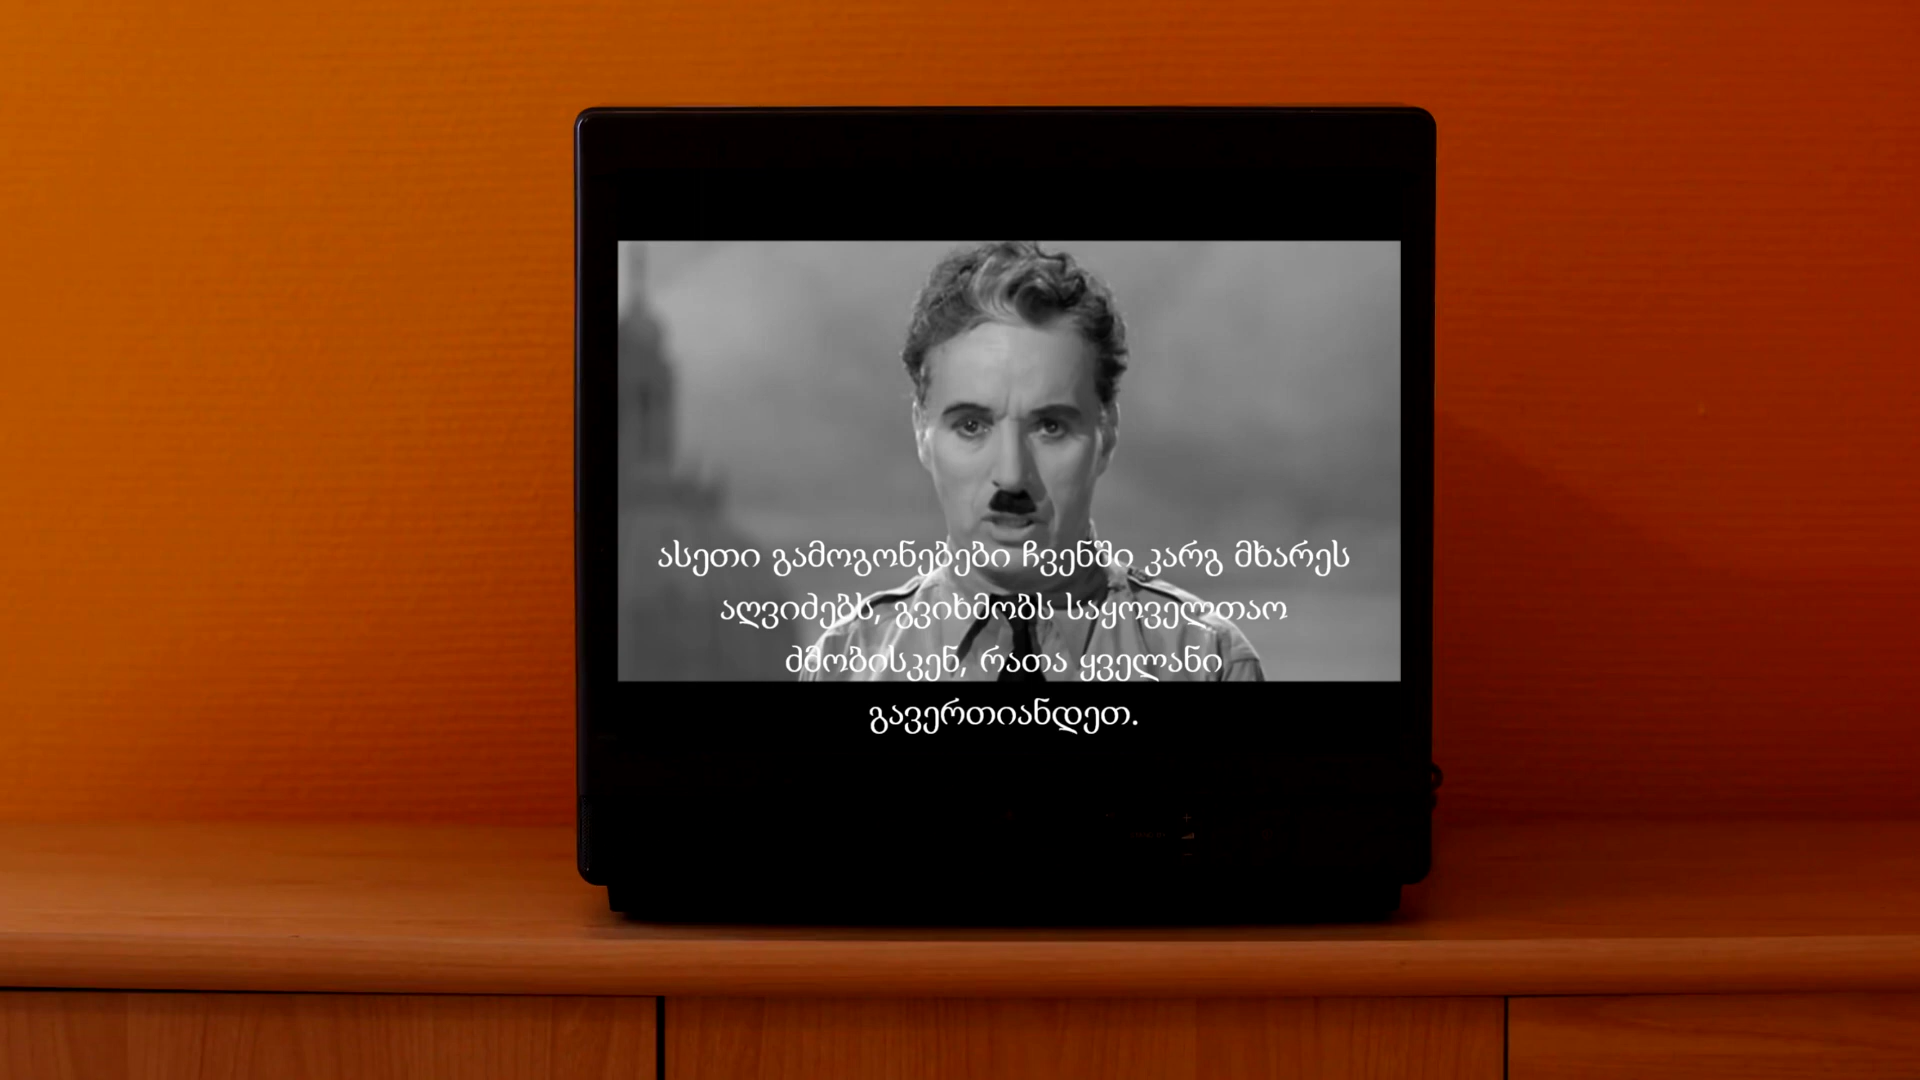 ასეთი გამოგონებები ჩვენში კარგ მხარეს
აღვიძებს, გვიხმობს საყოველთაო
ძმობისკენ, რათა ყველანი
გავერთიანდეთ.